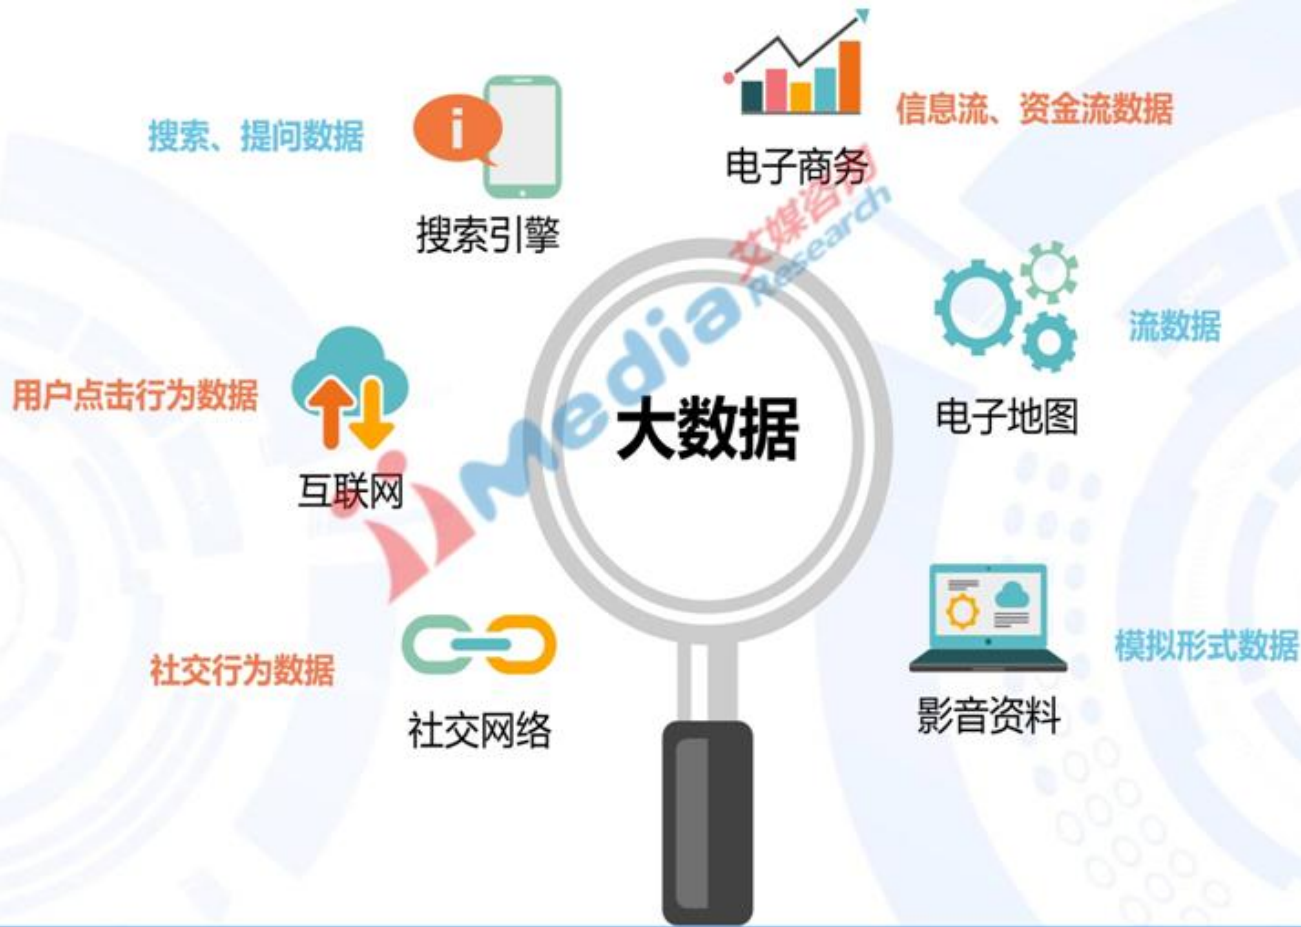 信息流、资金流数据
搜索、提问数据
电子商务
搜索引擎
艾媒咨询
iiMedia Research
流数据
用户点击行为数据
大数据
电子地图
互联网
模拟形式数据
社交行为数据
影音资料
社交网络